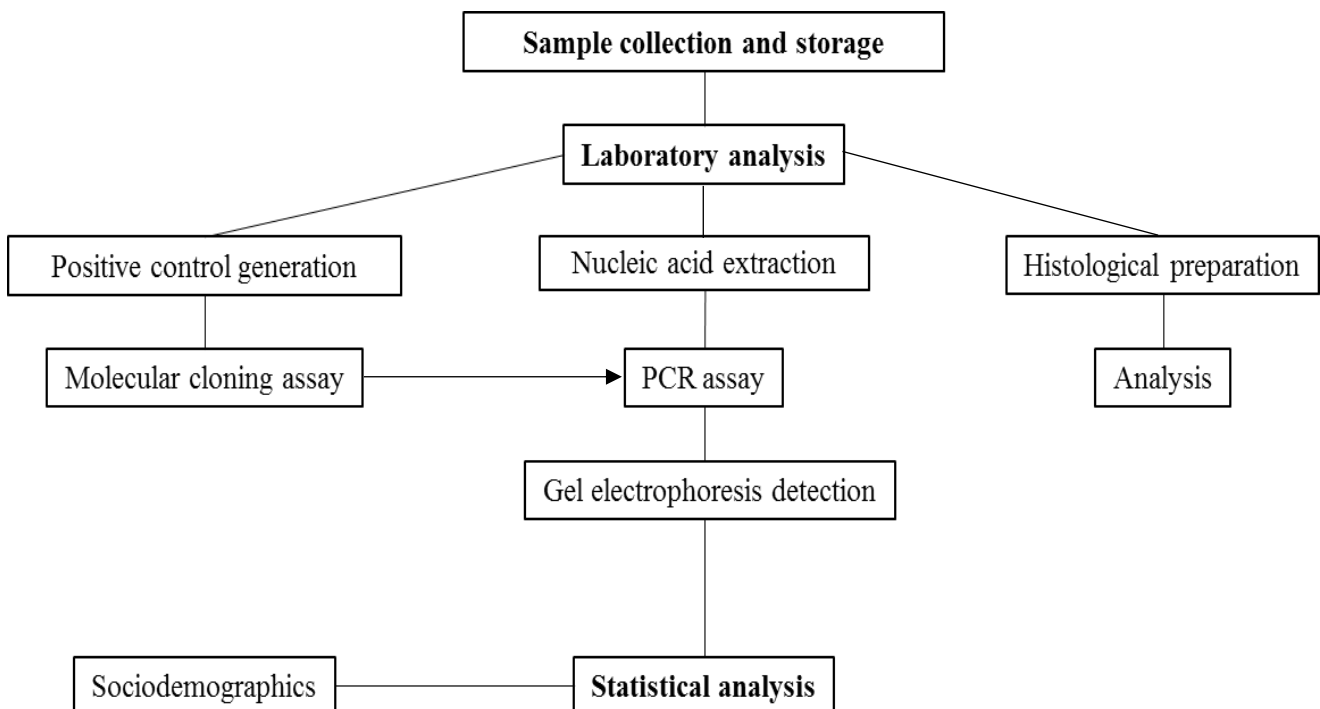 Sample collection and storage
Laboratory analysis
Positive control generation
Nucleic acid extraction
Histological preparation
Molecular cloning assay
PCR assay
Analysis
Gel electrophoresis detection
Sociodemographics
Statistical analysis